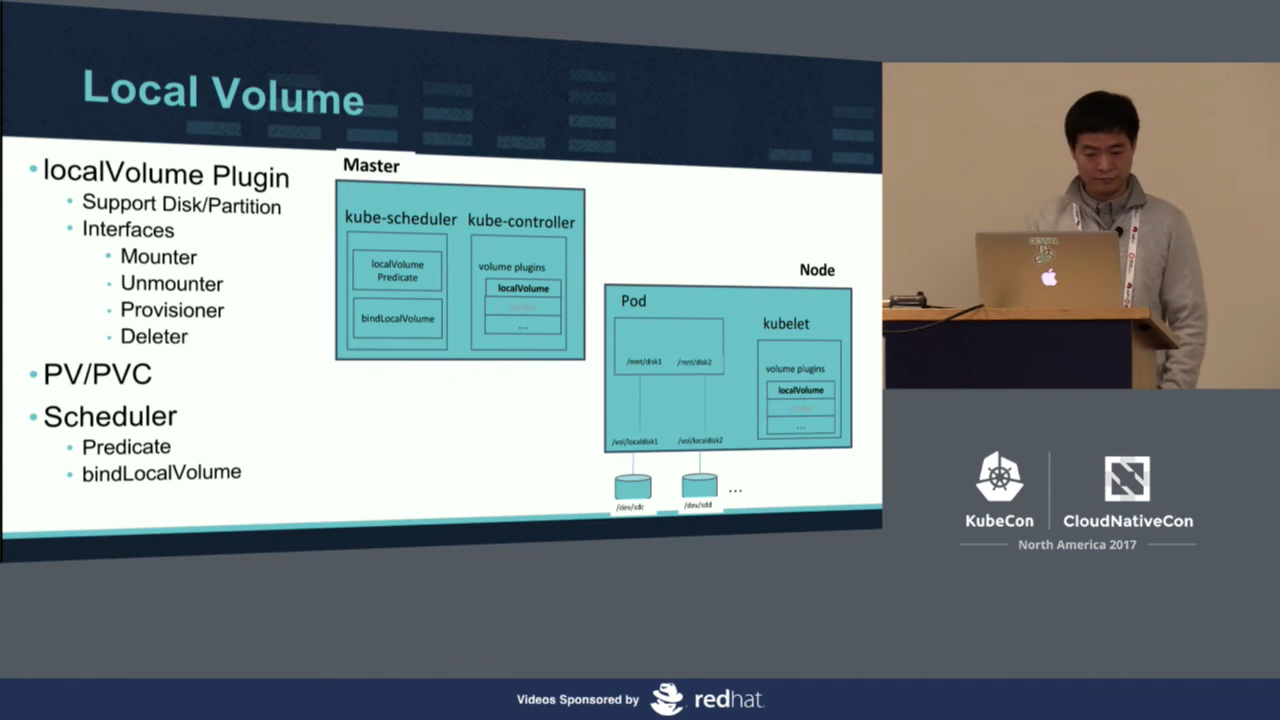 Local Volume
• localVolume Plugin
• Support Disk/Partition
• Interfaces
• Mounter
• Unmounter
• Provisioner
• Deleter
• PV/PVC
• Scheduler
• Predicate
• bindLocalVolume
Master
kube-scheduler
localVolume
Predicate
bindLocalVolume
kube-controller
volume plugins
localVolume
...
Node
Pod
/mnt/disk1
/mnt/disk2
/vol/localdisk1
/vol/localdisk2
kubelet
volume plugins
localVolume
...
/dev/sdc
/dev/sdd
...
KubeCon
CloudNativeCon
North America 2017
Videos Sponsored by
redhat.